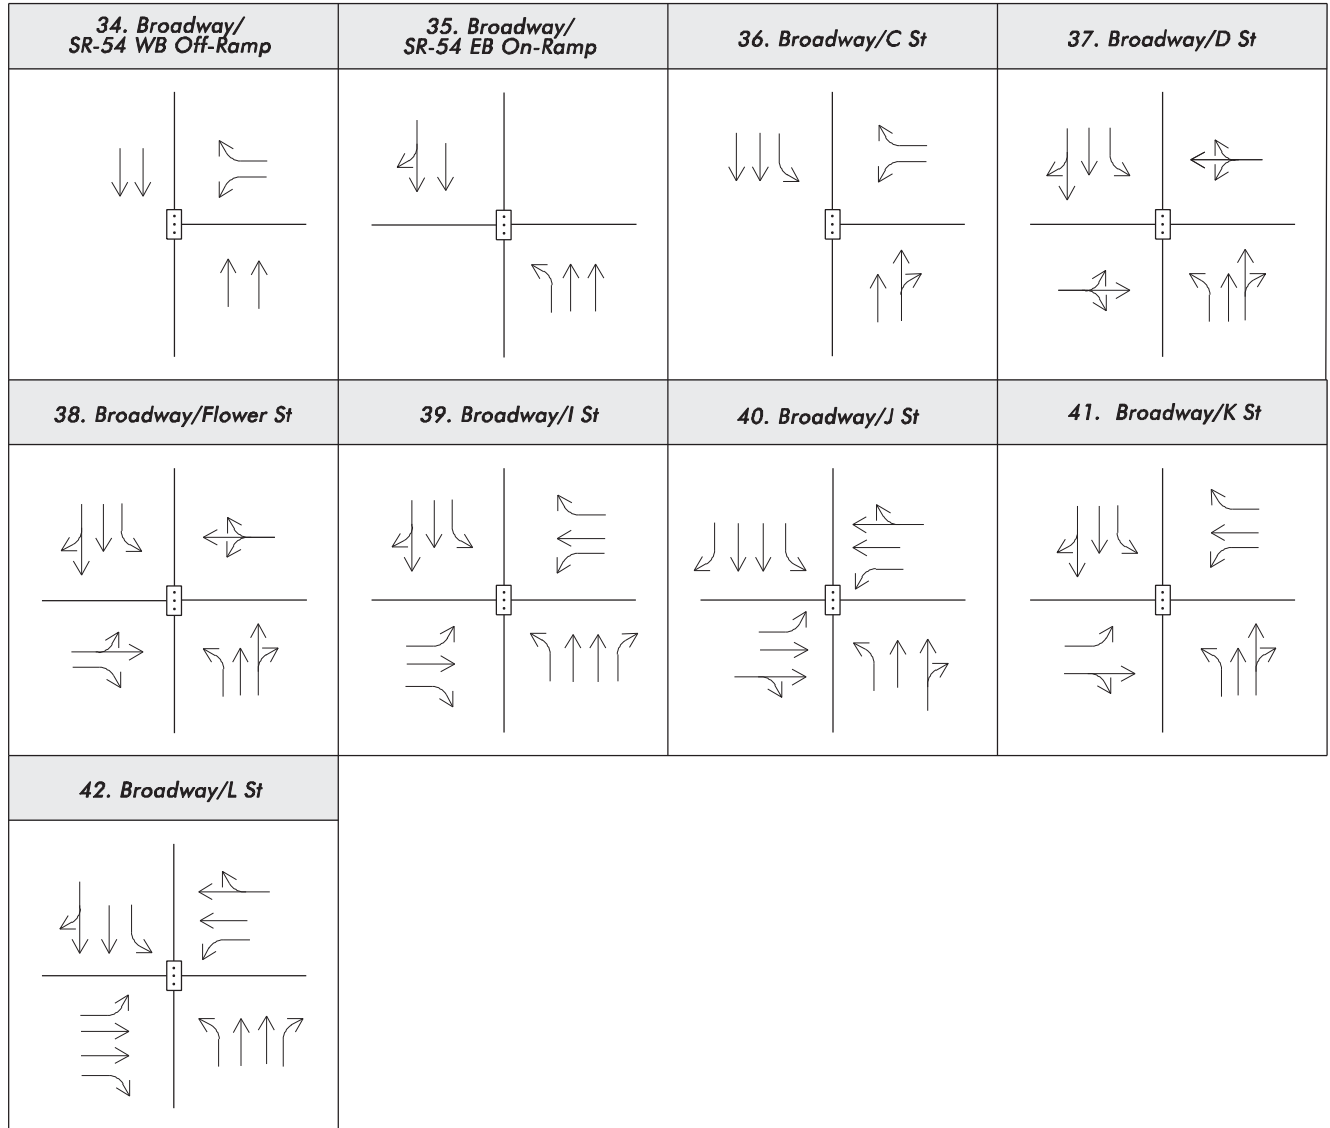 34. Broadway/
SR-54 WB Off-Ramp
35. Broadway/
SR-54 EB On-Ramp
36. Broadway/C St
37. Broadway/D St
38. Broadway/Flower St
39. Broadway/I St
40. Broadway/J St
41. Broadway/K St
42. Broadway/L St